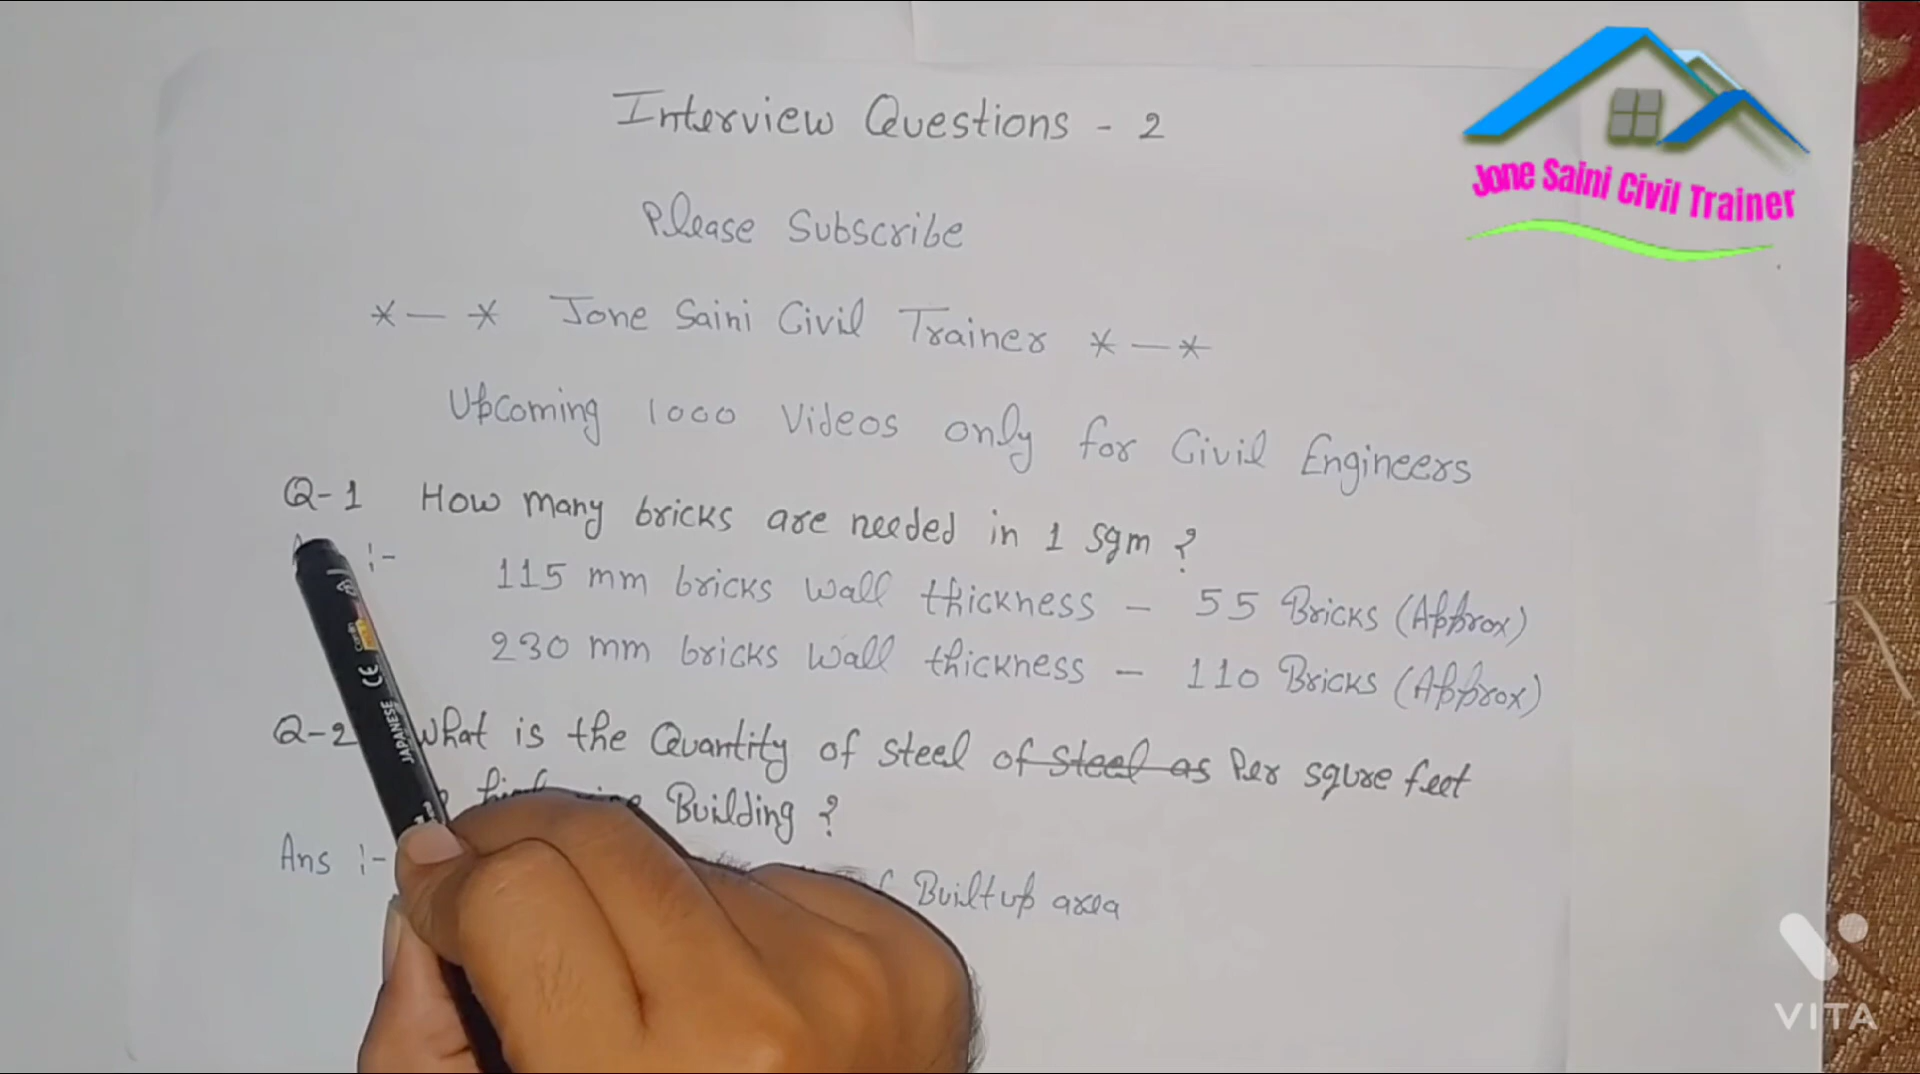 Interview Questions - 2
Jone Saini Civil Trainer
Please Subscribe
*-* Jone Saini Civil Trainer *-*
Upcoming 1000 Videos only for Civil Engineers
Q-1 How many bricks are needed in 1 sqm ?
:-
115 mm bricks wall thickness - 55 Bricks (Approx)
230 mm bricks wall thickness - 110 Bricks (Approx)
Q-2 What is the Quantity of steel of steel as Per squre feet
Building ?
Ans :- Builtup area
CE
JAPANESE
VITA